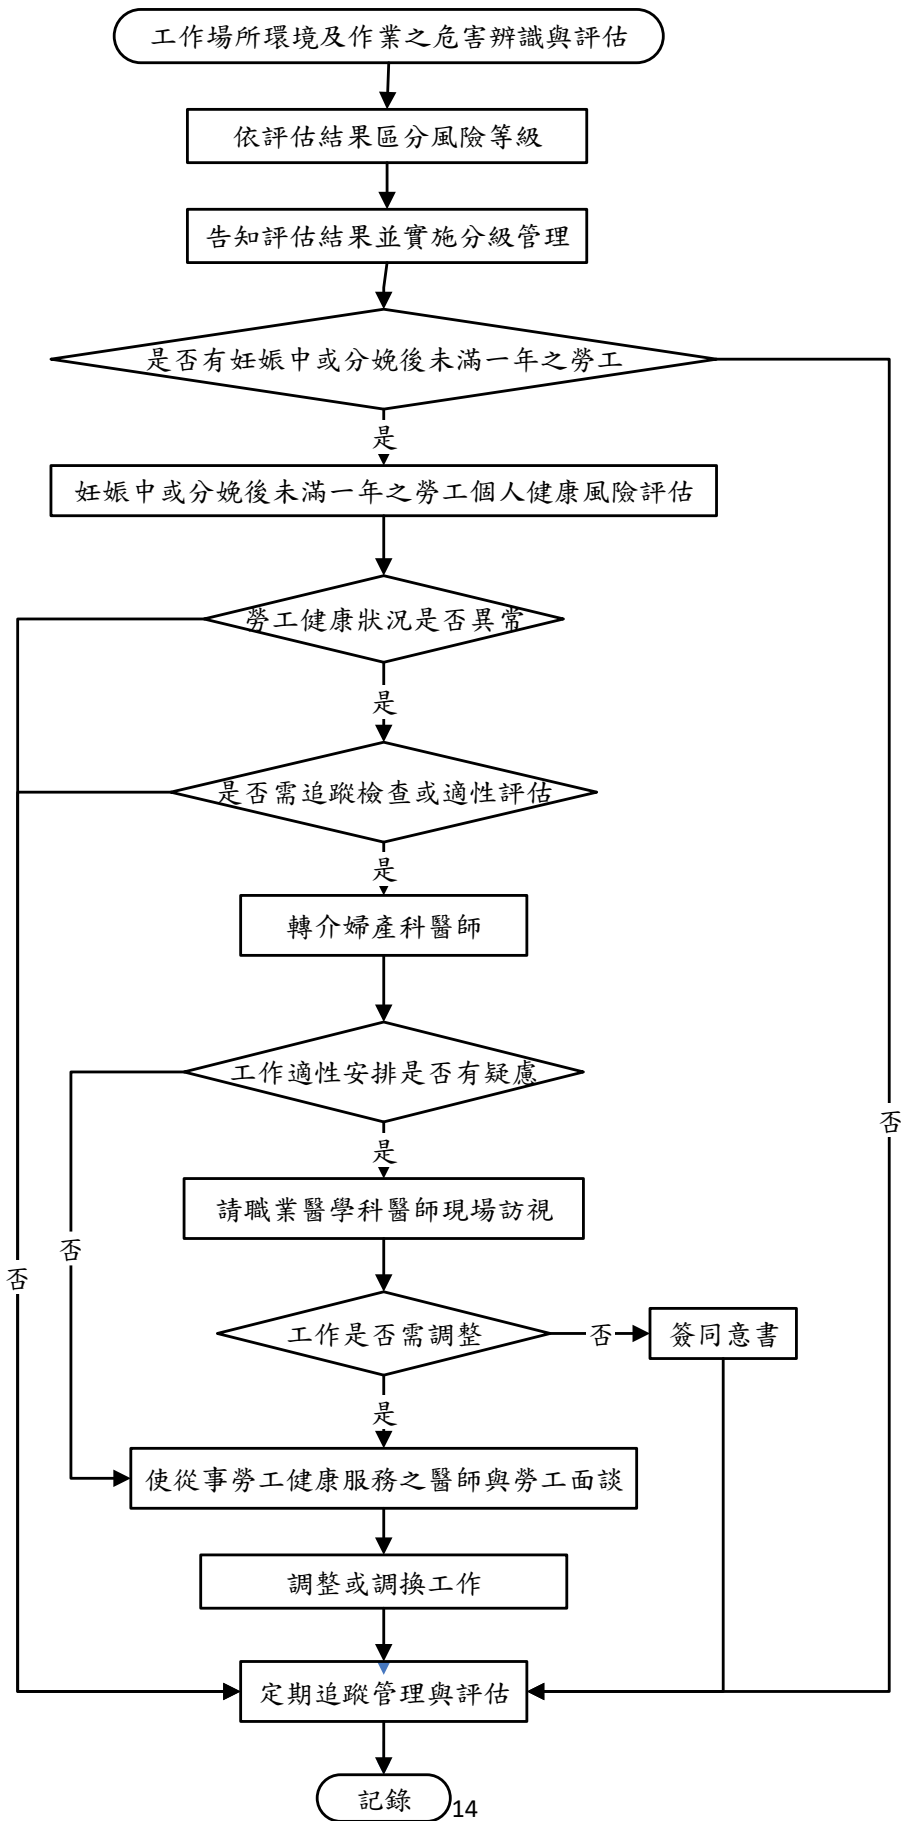 工作場所環境及作業之危害辨識與評估
依評估結果區分風險等級
告知評估結果並實施分級管理
是否有妊娠中或分娩後未滿一年之勞工
是
妊娠中或分娩後未滿一年之勞工個人健康風險評估
勞工健康狀況是否異常
是
是否需追蹤檢查或適性評估
是
轉介婦產科醫師
工作適性安排是否有疑慮
否
是
請職業醫學科醫師現場訪視
否
否
工作是否需調整
否
簽同意書
是
使從事勞工健康服務之醫師與勞工面談
調整或調換工作
定期追蹤管理與評估
記錄
14